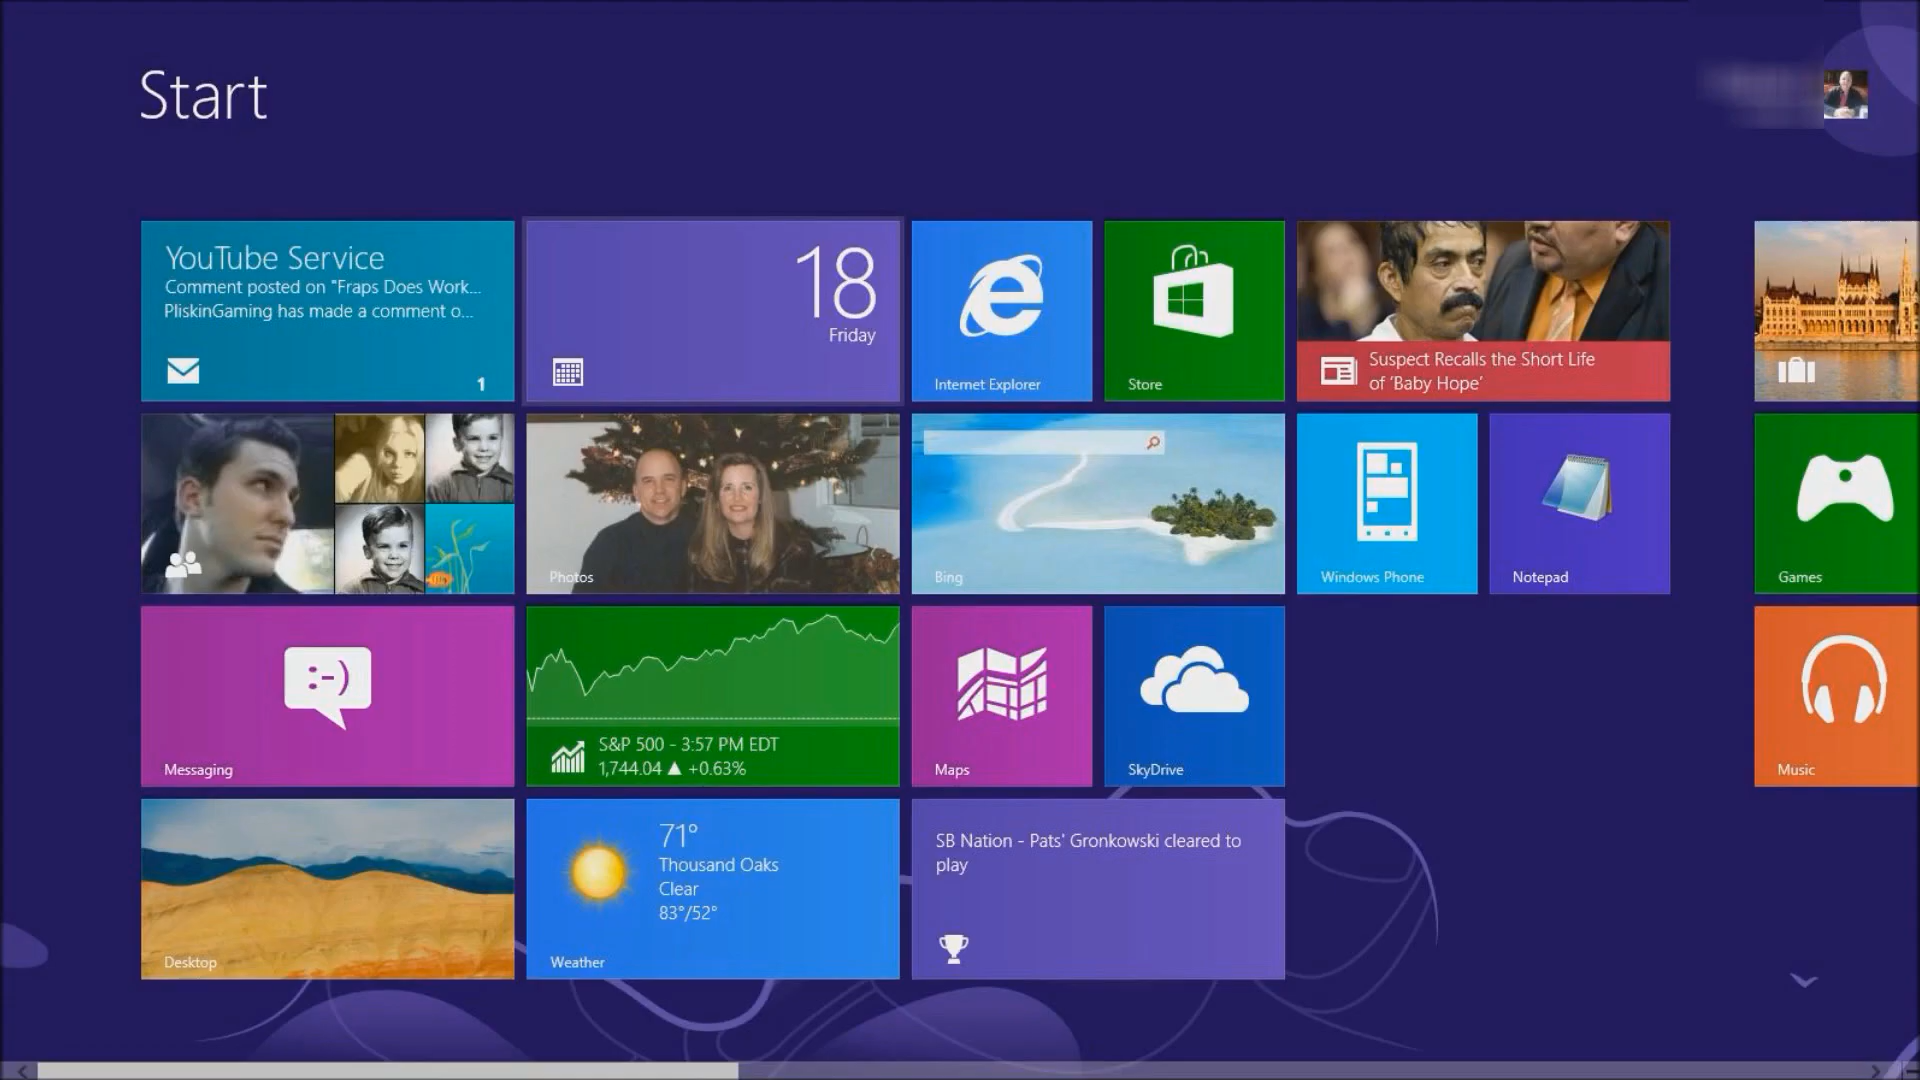 Start
YouTube Service
Comment posted on "Fraps Does Work...
PliskinGaming has made a comment o...
1
18
Friday
Internet Explorer
Store
Suspect Recalls the Short Life
of 'Baby Hope'
Photos
Bing
Windows Phone
Notepad
Games
:-)
Messaging
S&P 500 - 3:57 PM EDT
1,744.04 ▲ +0.63%
Maps
SkyDrive
Music
Desktop
71°
Thousand Oaks
Clear
83°/52°
Weather
SB Nation - Pats' Gronkowski cleared to
play